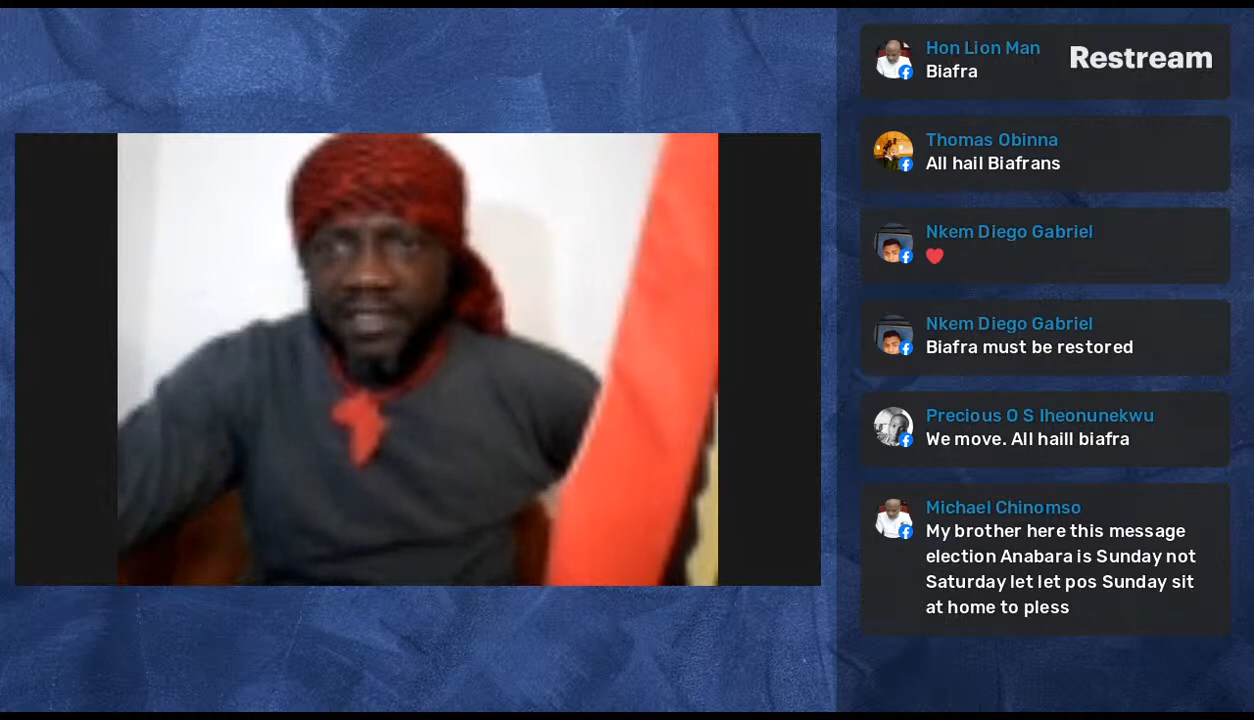 Hon Lion Man
Restream
Biafra
Thomas Obinna
All hail Biafrans
Nkem Diego Gabriel
❤️
Nkem Diego Gabriel
Biafra must be restored
Precious O S Iheonunekwu
We move. All haill biafra
Michael Chinomso
My brother here this message
election Anabara is Sunday not
Saturday let let pos Sunday sit
at home to pless